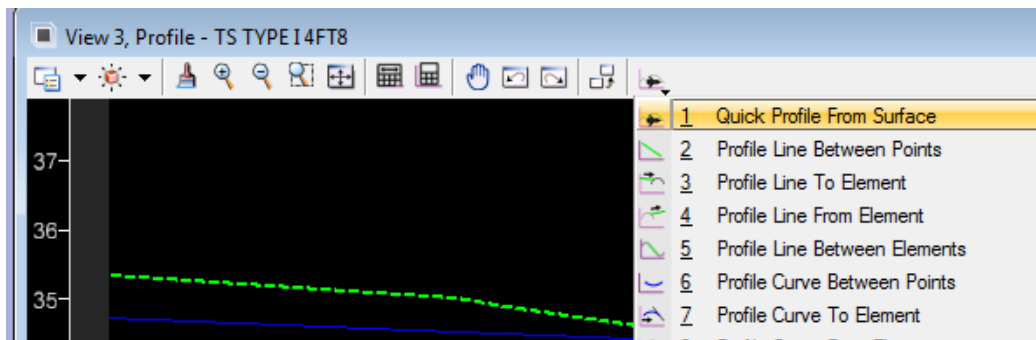 View 3, Profile - TS TYPE I 4FT8
1 Quick Profile From Surface
2 Profile Line Between Points
3 Profile Line To Element
4 Profile Line From Element
5 Profile Line Between Elements
6 Profile Curve Between Points
7 Profile Curve To Element
37
36
35